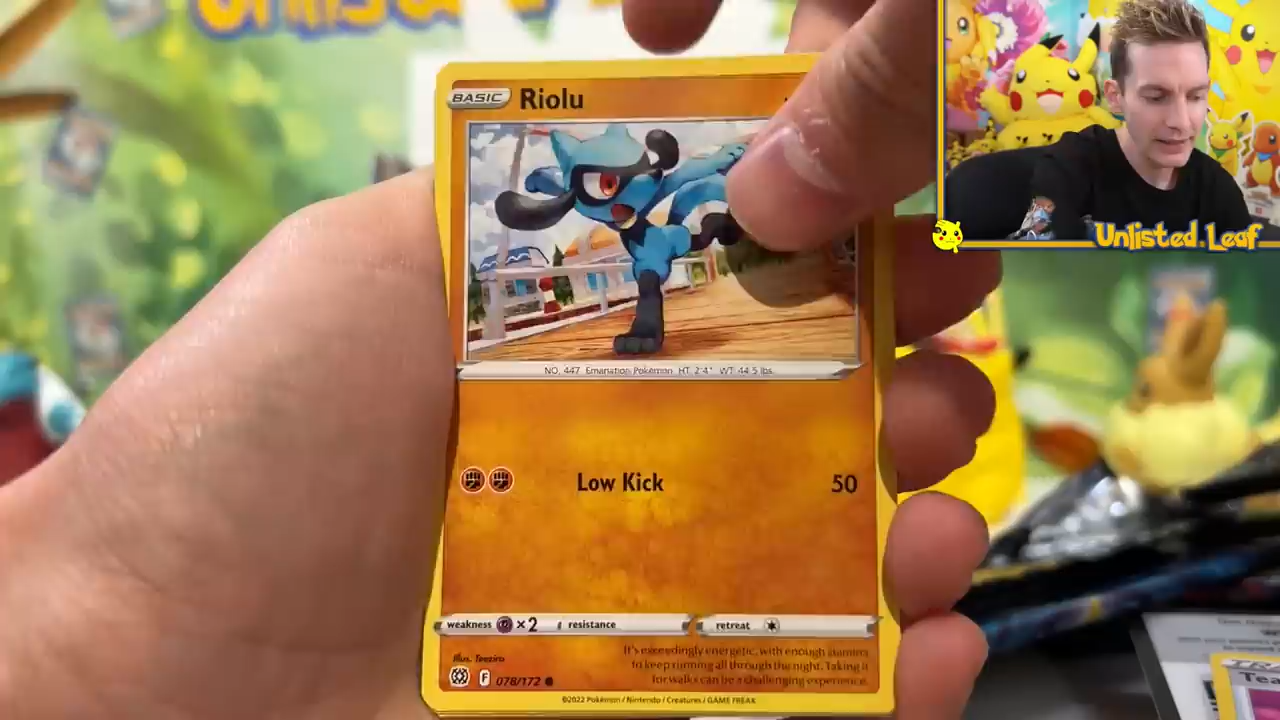 Unlisted
BASIC Riolu
NO. 447 Emanation Pokémon HT: 2'4" WT: 44.5 lbs.
Low Kick 50
weakness ×2 resistance retreat
Illus. Teeziro
It's exceedingly energetic, with enough stamina
to keep running all through the night. Taking it
for walks can be a challenging experience.
F 078/172
©2022 Pokémon / Nintendo / Creatures / GAME FREAK
Unlisted Leaf